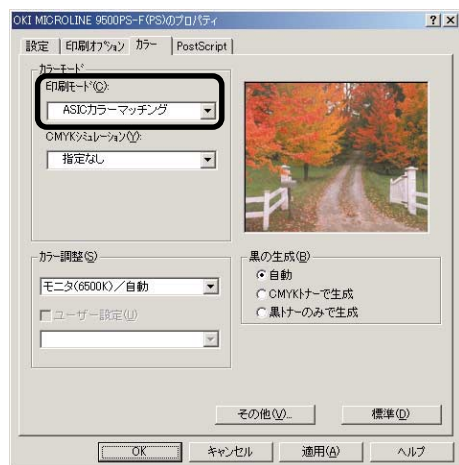 OKI MICROLINE 9500PS-F(PS)のプロパティ
設定 印刷オプション カラー PostScript
カラーモード
印刷モード(C):
ASICカラーマッチング
CMYKシミュレーション(Y):
指定なし
カラー調整(S)
モニタ(6500K)/自動
ユーザー設定(U)
黒の生成(B)
自動
CMYKトナーで生成
黒トナーのみで生成
その他(V)... 標準(D)
OK キャンセル 適用(A) ヘルプ